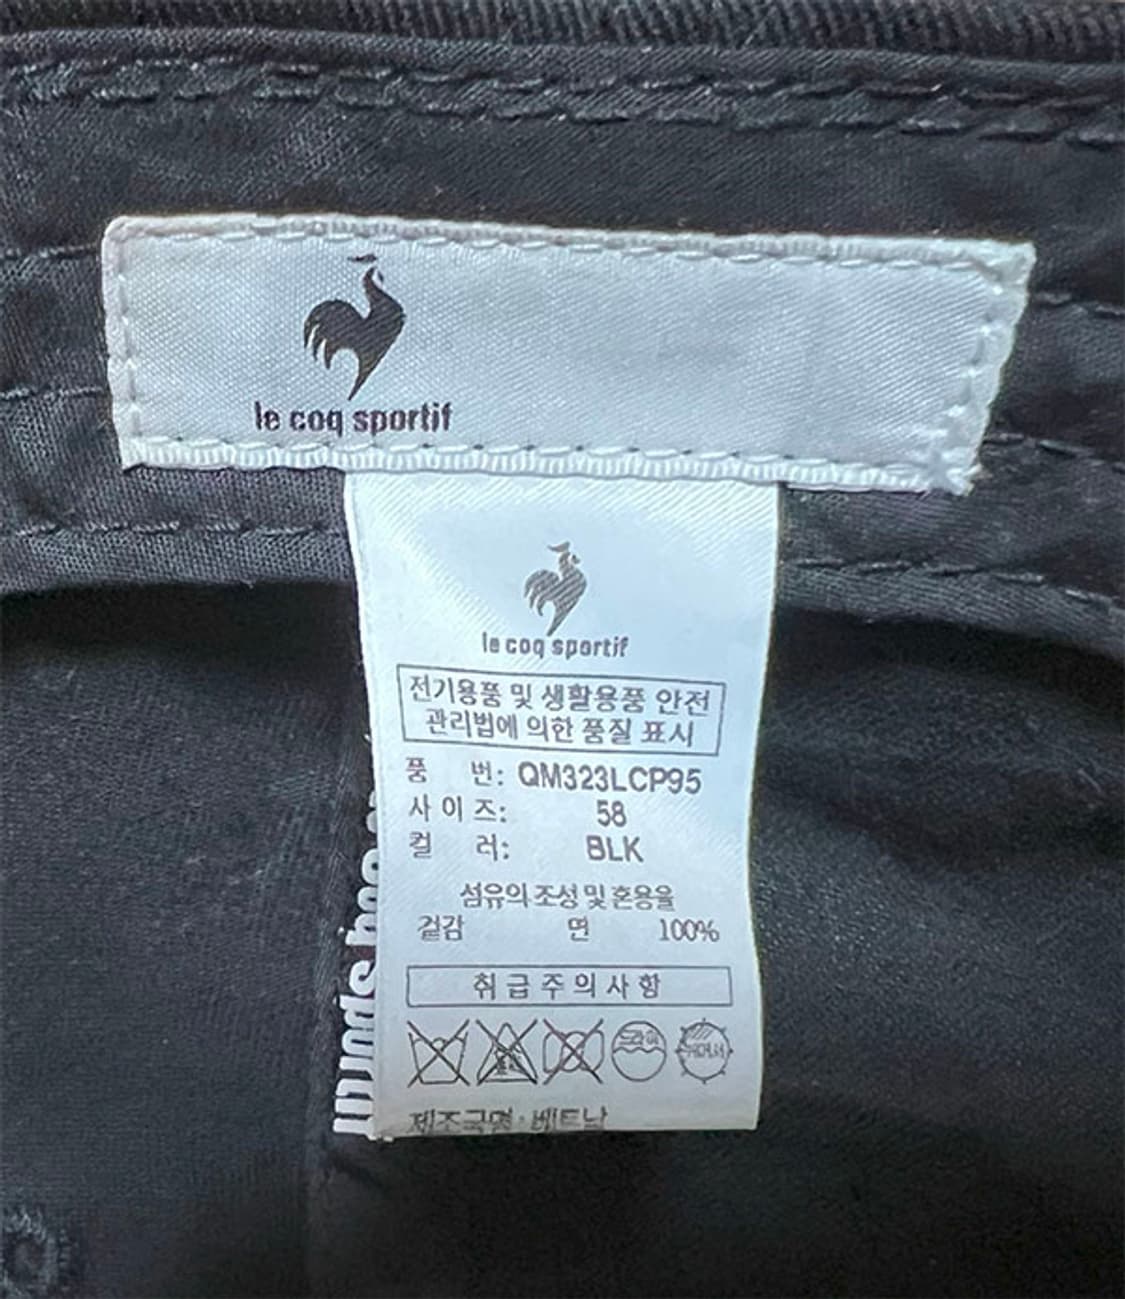 le coq sportif
le coq sportif
전기용품 및 생활용품 안전
관리법에 의한 품질 표시
품 번: QM323LCP95
사 이 즈: 58
컬 러: BLK
섬유의 조성 및 혼용율
겉감 면 100%
취 급 주 의 사 항
드라이
제조국명: 베트남